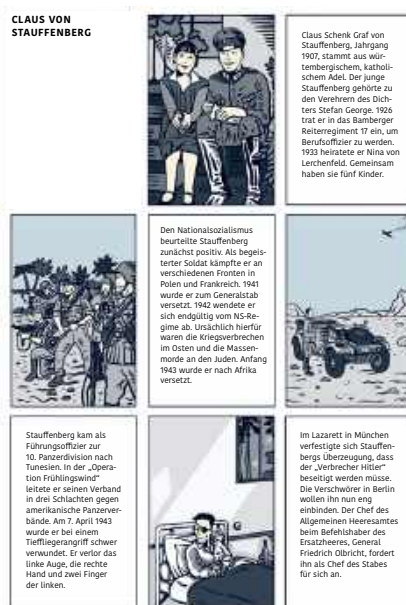 CLAUS VON
STAUFFENBERG
Claus Schenk Graf von
Stauffenberg, Jahrgang
1907, stammt aus wür-
tembergischem, katholi-
schem Adel. Der junge
Stauffenberg gehörte zu
den Verehrern des Dich-
ters Stefan George. 1926
trat er in das Bamberger
Reiterregiment 17 ein, um
Berufsoffizier zu werden.
1933 heiratete er Nina von
Lerchenfeld. Gemeinsam
haben sie fünf Kinder.
Den Nationalsozialismus
beurteilte Stauffenberg
zunächst positiv. Als begeis-
terter Soldat kämpfte er an
verschiedenen Fronten in
Polen und Frankreich. 1941
wurde er zum Generalstab
versetzt. 1942 wendete er
sich endgültig vom NS-Re-
gime ab. Ursächlich hierfür
waren die Kriegsverbrechen
im Osten und die Massen-
morde an den Juden. Anfang
1943 wurde er nach Afrika
versetzt.
Stauffenberg kam als
Führungsoffizier zur
10. Panzerdivision nach
Tunesien. In der „Opera-
tion Frühlingswind"
leitete er seinen Verband
in drei Schlachten gegen
amerikanische Panzerver-
bände. Am 7. April 1943
wurde er bei einem
Tieffliegerangriff schwer
verwundet. Er verlor das
linke Auge, die rechte
Hand und zwei Finger
der linken.
Im Lazarett in München
verfestigte sich Stauffen-
bergs Überzeugung, dass
der „Verbrecher Hitler"
beseitigt werden müsse.
Die Verschwörer in Berlin
wollen ihn nun eng
einbinden. Der Chef des
Allgemeinen Heeresamtes
beim Befehlshaber des
Ersatzheeres, General
Friedrich Olbricht, fordert
ihn als Chef des Stabes
für sich an.